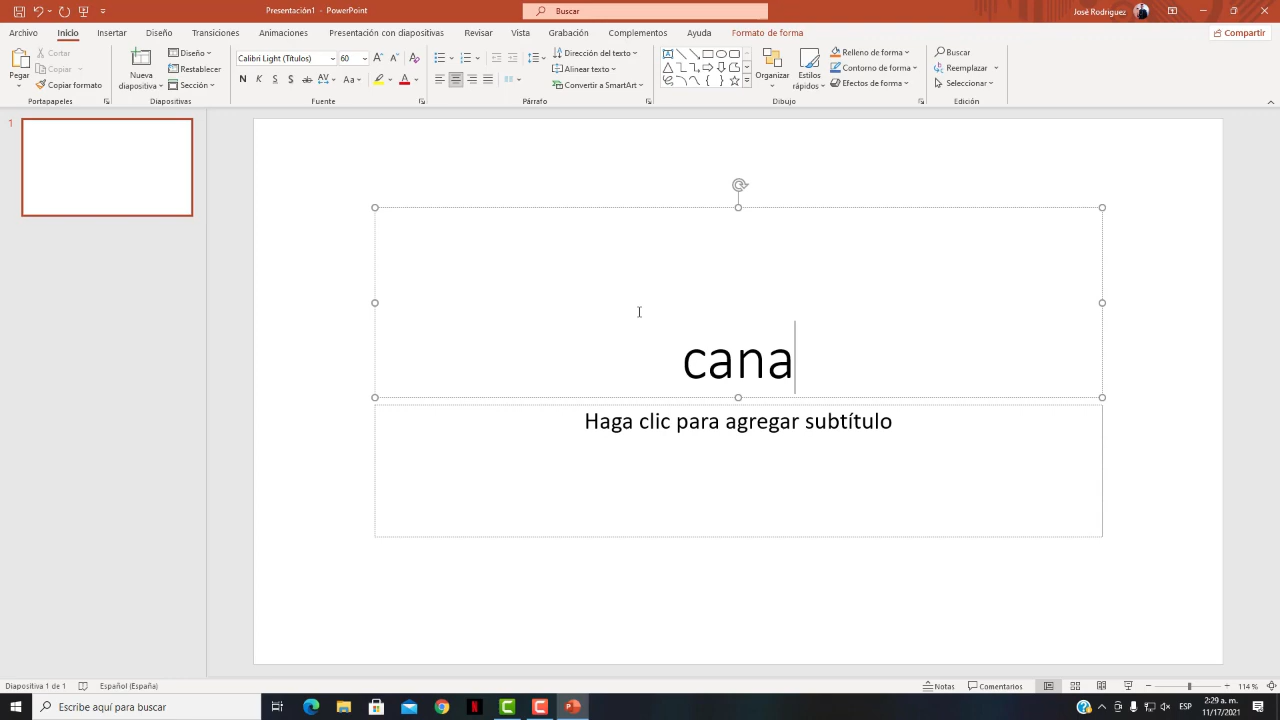 Presentación1 - PowerPoint
Buscar
José Rodriguez
Archivo Inicio Insertar Diseño Transiciones Animaciones Presentación con diapositivas Revisar Vista Grabación Complementos Ayuda Formato de forma Compartir
Pegar
Cortar
Copiar
Copiar formato
Portapapeles
Nueva diapositiva
Diseño
Restablecer
Sección
Diapositivas
Calibri Light (Títulos) 60
N K S S ab AV Aa A
Fuente
Dirección del texto
Alinear texto
Convertir a SmartArt
Párrafo
Organizar
Estilos rápidos
Relleno de forma
Contorno de forma
Efectos de forma
Dibujo
Buscar
Reemplazar
Seleccionar
Edición
1
cana
Haga clic para agregar subtítulo
Diapositiva 1 de 1 Español (España) Notas Comentarios 114 %
Escribe aquí para buscar
ESP
2:29 a. m.
11/17/2021